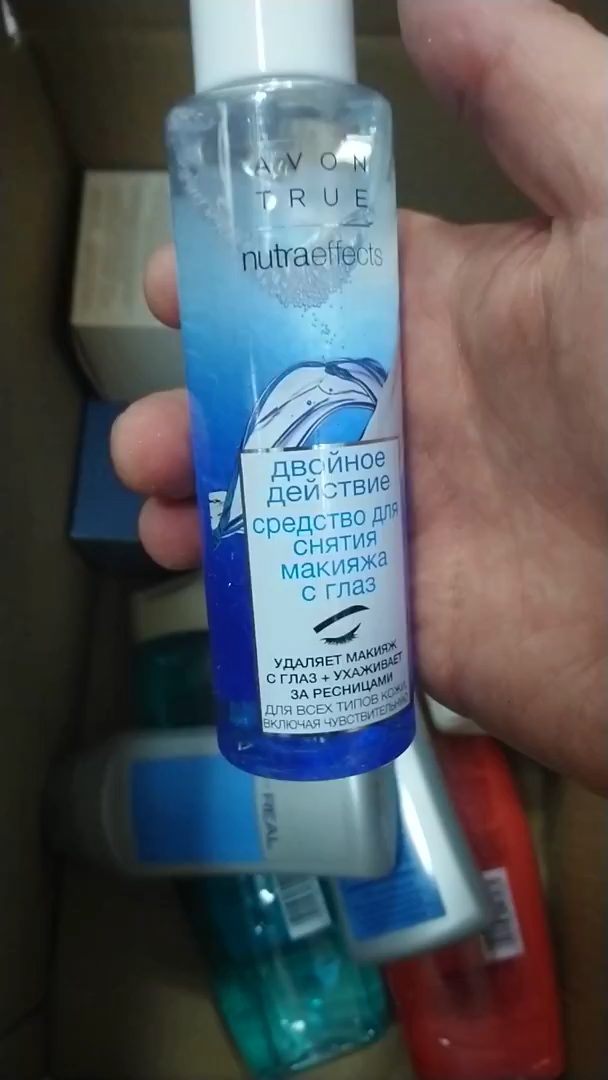 AVON
TRUE
nutraeffects
двойное
действие
средство для
снятия
макияжа
с глаз
УДАЛЯЕТ МАКИЯЖ
С ГЛАЗ + УХАЖИВАЕТ
ЗА РЕСНИЦАМИ
ДЛЯ ВСЕХ ТИПОВ КОЖИ,
ВКЛЮЧАЯ ЧУВСТВИТЕЛЬНУЮ
REAL